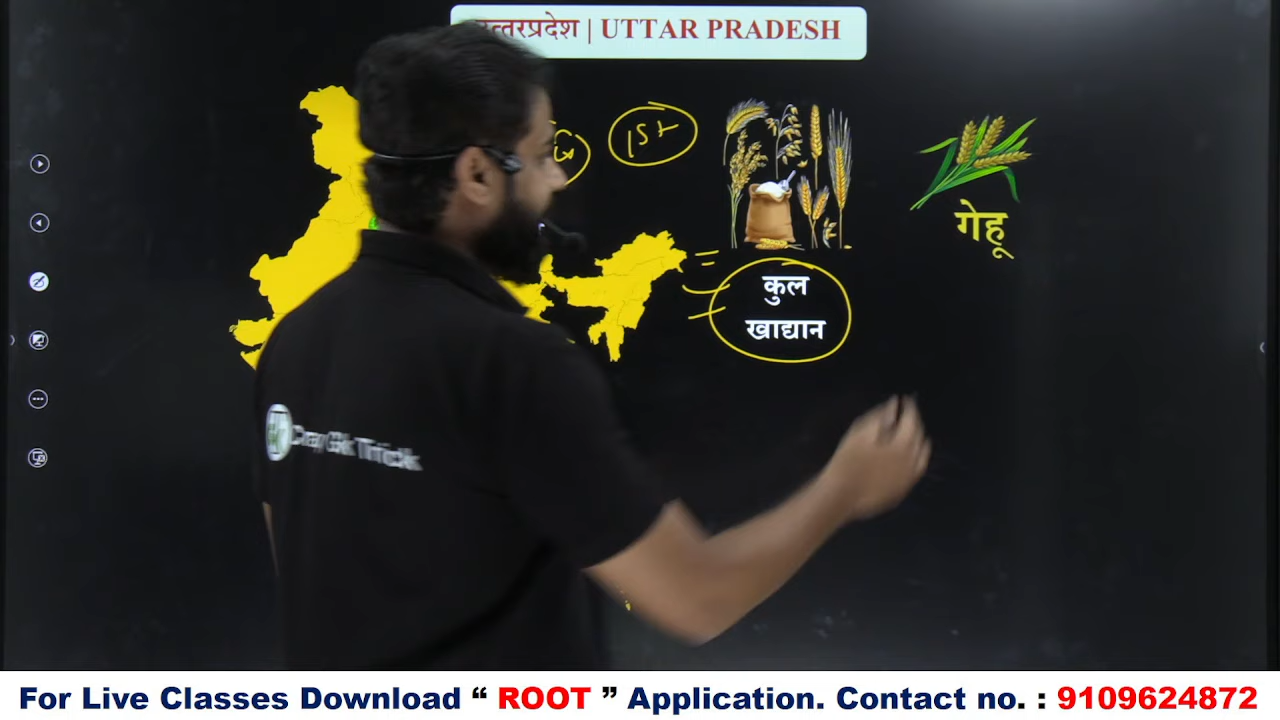 उत्तरप्रदेश | UTTAR PRADESH
1st
गेहू
कुल
खाद्यान
For Live Classes Download “ ROOT ” Application. Contact no. : 9109624872